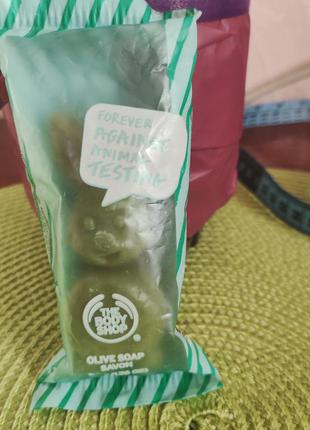 FOREVER
AGAINST
ANIMAL
TESTING
THE
BODY
SHOP
OLIVE SOAP
SAVON